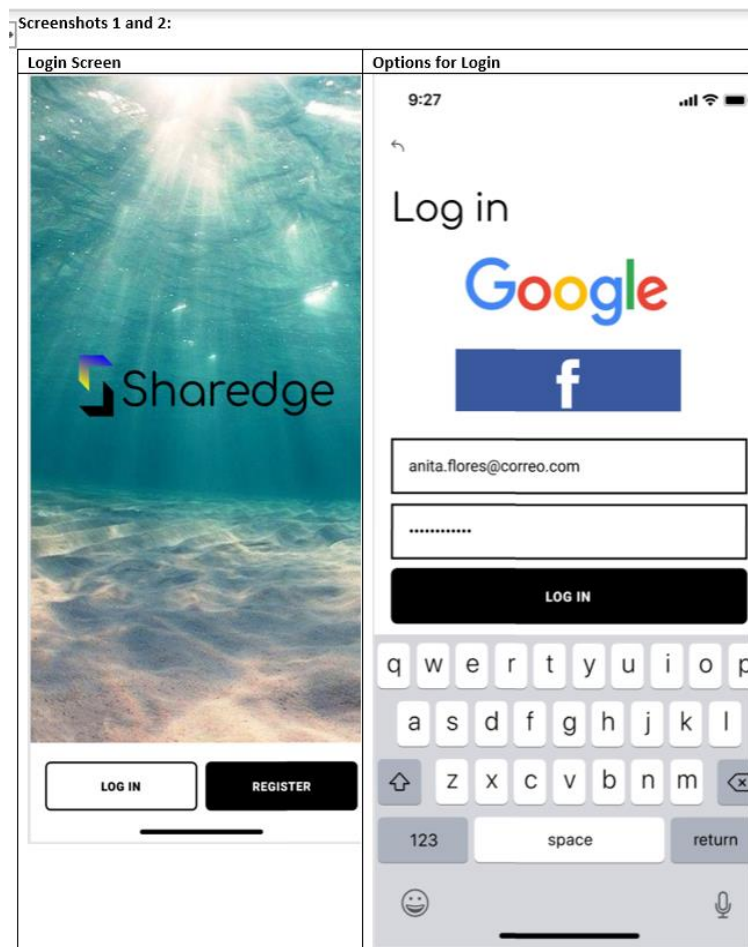 Screenshots 1 and 2:
Login Screen
Sharedge
LOG IN REGISTER
Options for Login
9:27
Log in
Google
f
anita.flores@correo.com
••••••••••••
LOG IN
q w e r t y u i o p
a s d f g h j k l
z x c v b n m
123 space return